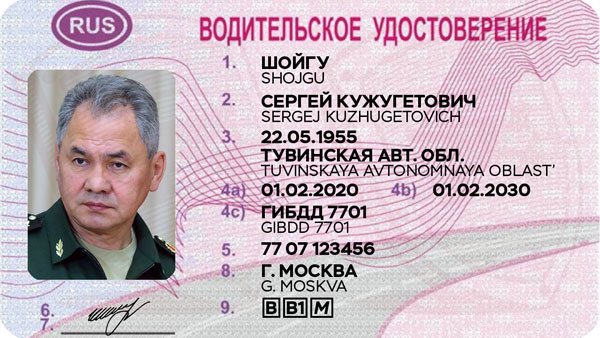 RUS
ВОДИТЕЛЬСКОЕ УДОСТОВЕРЕНИЕ
1. ШОЙГУ
SHOJGU
2. СЕРГЕЙ КУЖУГЕТОВИЧ
SERGEJ KUZHUGETOVICH
3. 22.05.1955
ТУВИНСКАЯ АВТ. ОБЛ.
TUVINSKAYA AVTONOMNAYA OBLAST'
4a) 01.02.2020 4b) 01.02.2030
4c) ГИБДД 7701
GIBDD 7701
5. 77 07 123456
8. Г. МОСКВА
G. MOSKVA
9. B B1 M
6.
7.